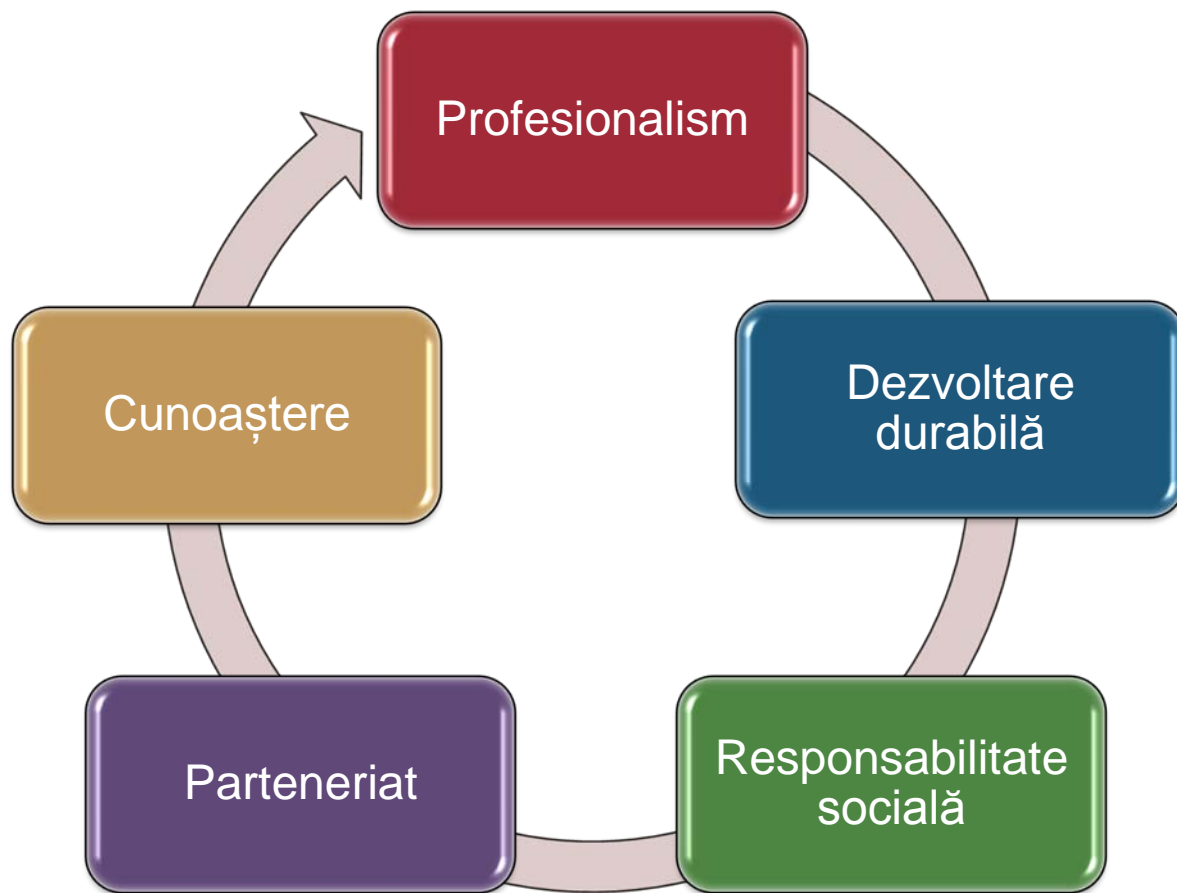 Profesionalism
Dezvoltare
durabilă
Responsabilitate
socială
Parteneriat
Cunoaștere